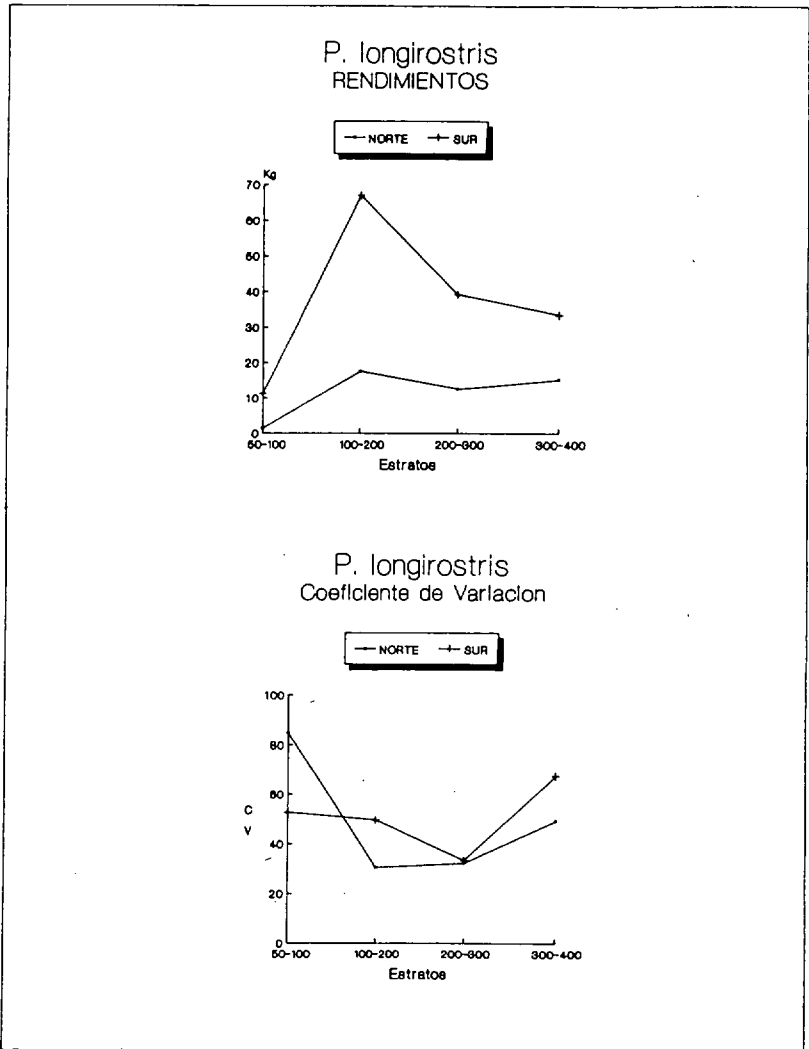 P. longirostris
RENDIMIENTOS
NORTE SUR
Kg
70
60
50
40
30
20
10
0
50-100 100-200 200-300 300-400
Estratos
P. longirostris
Coeficiente de Variacion
NORTE SUR
100
80
60
C
V
40
20
0
50-100 100-200 200-300 300-400
Estratos